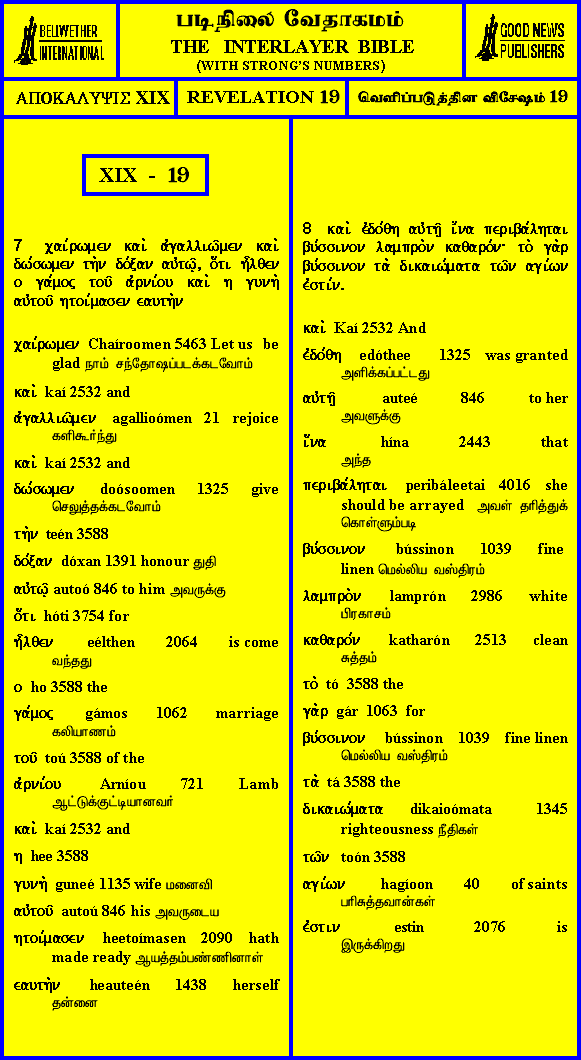 BELLWETHER
INTERNATIONAL
படிநிலை வேதாகமம்
THE INTERLAYER BIBLE
(WITH STRONG'S NUMBERS)
GOOD NEWS
PUBLISHERS
ΑΠΟΚΑΛΥΨΙΣ XIX
REVELATION 19
வெளிப்படுத்தின விசேஷம் 19
XIX - 19
7 χαίρωμεν καὶ ἀγαλλιῶμεν καὶ
δώσωμεν τὴν δόξαν αὐτῷ, ὅτι ἦλθεν
ο γάμος τοῦ ἀρνίου καὶ η γυνὴ
αὐτοῦ ητοίμασεν εαυτὴν
χαίρωμεν Chaíroomen 5463 Let us be
glad நாம் சந்தோஷப்படக்கடவோம்
καὶ kaí 2532 and
ἀγαλλιῶμεν agallioómen 21 rejoice
களிகூர்ந்து
καὶ kaí 2532 and
δώσωμεν doósoomen 1325 give
செலுத்தக்கடவோம்
τὴν teén 3588
δόξαν dóxan 1391 honour துதி
αὐτῷ autoó 846 to him அவருக்கு
ὅτι hóti 3754 for
ἦλθεν eélthen 2064 is come
வந்தது
ο ho 3588 the
γάμος gámos 1062 marriage
கலியாணம்
τοῦ toú 3588 of the
ἀρνίου Arníou 721 Lamb
ஆட்டுக்குட்டியானவர்
καὶ kaí 2532 and
η hee 3588
γυνὴ guneé 1135 wife மனைவி
αὐτοῦ autoú 846 his அவருடைய
ητοίμασεν heetoímasen 2090 hath
made ready ஆயத்தம்பண்ணினாள்
εαυτὴν heauteén 1438 herself
தன்னை
8 καὶ ἐδόθη αὐτῇ ἵνα περιβάληται
βύσσινον λαμπρὸν καθαρόν· τὸ γὰρ
βύσσινον τὰ δικαιώματα τῶν αγίων
ἐστίν.
καὶ Kaí 2532 And
ἐδόθη edóthee 1325 was granted
அளிக்கப்பட்டது
αὐτῇ auteé 846 to her
அவளுக்கு
ἵνα hína 2443 that
அந்த
περιβάληται peribáleetai 4016 she
should be arrayed அவள் தரித்துக்
கொள்ளும்படி
βύσσινον bússinon 1039 fine
linen மெல்லிய வஸ்திரம்
λαμπρὸν lamprón 2986 white
பிரகாசம்
καθαρόν katharón 2513 clean
சுத்தம்
τὸ tó 3588 the
γὰρ gár 1063 for
βύσσινον bússinon 1039 fine linen
மெல்லிய வஸ்திரம்
τὰ tá 3588 the
δικαιώματα dikaioómata 1345
righteousness நீதிகள்
τῶν toón 3588
αγίων hagíoon 40 of saints
பரிசுத்தவான்கள்
ἐστιν estin 2076 is
இருக்கிறது